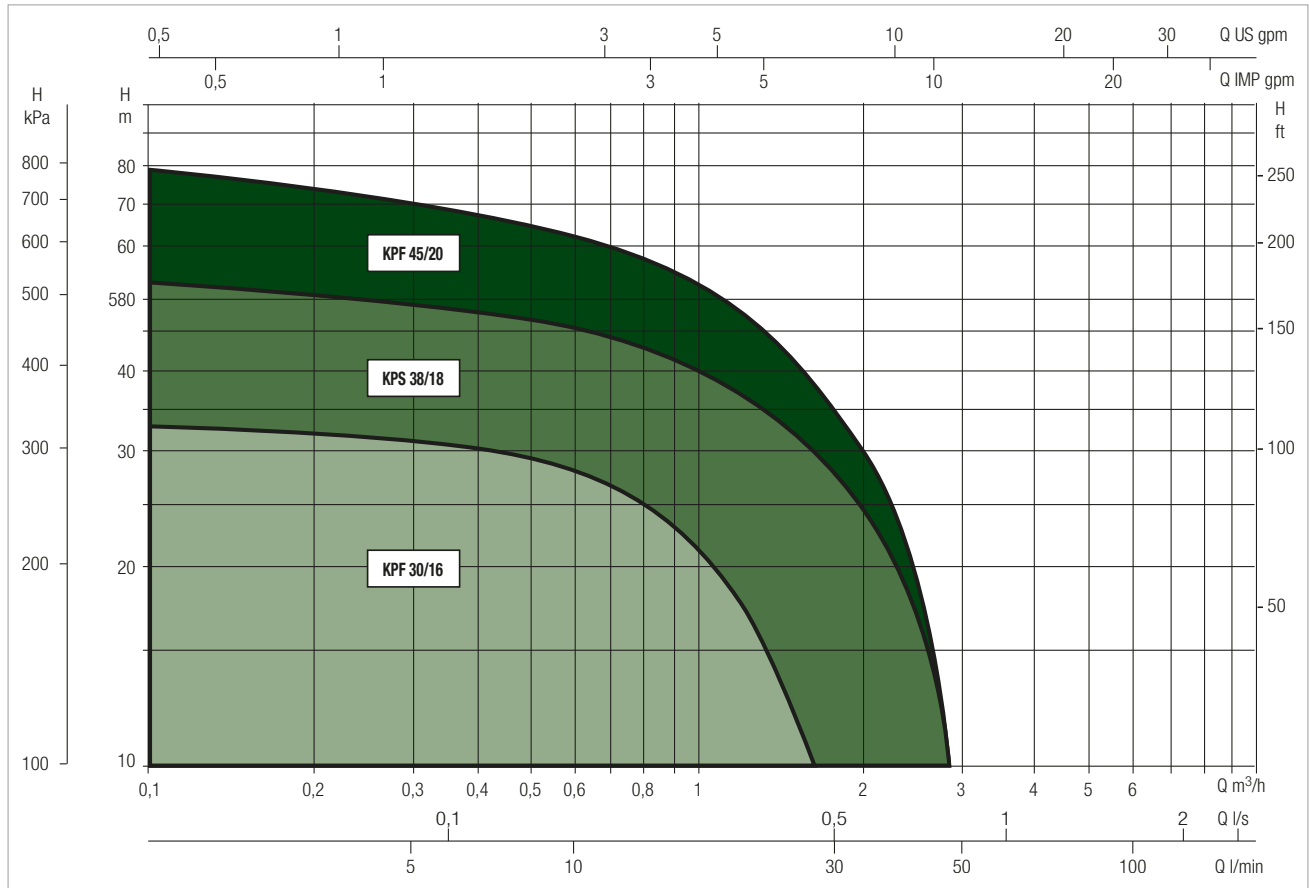 0,5 1 3 5 10 20 30 Q US gpm
0,5 1 3 5 10 20 Q IMP gpm
H
kPa
H
m
H
ft
800
700
600
500
400
300
200
100
80
70
60
580
40
30
20
10
250
200
150
100
50
KPF 45/20
KPS 38/18
KPF 30/16
0,1 0,2 0,3 0,4 0,5 0,6 0,8 1 2 3 4 5 6 Q m³/h
0,1 0,5 1 2 Q l/s
5 10 30 50 100 Q l/min